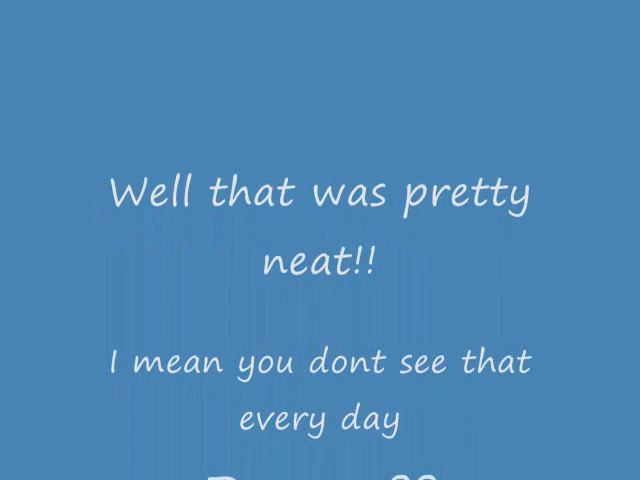 Well that was pretty
neat!!
I mean you dont see that
every day